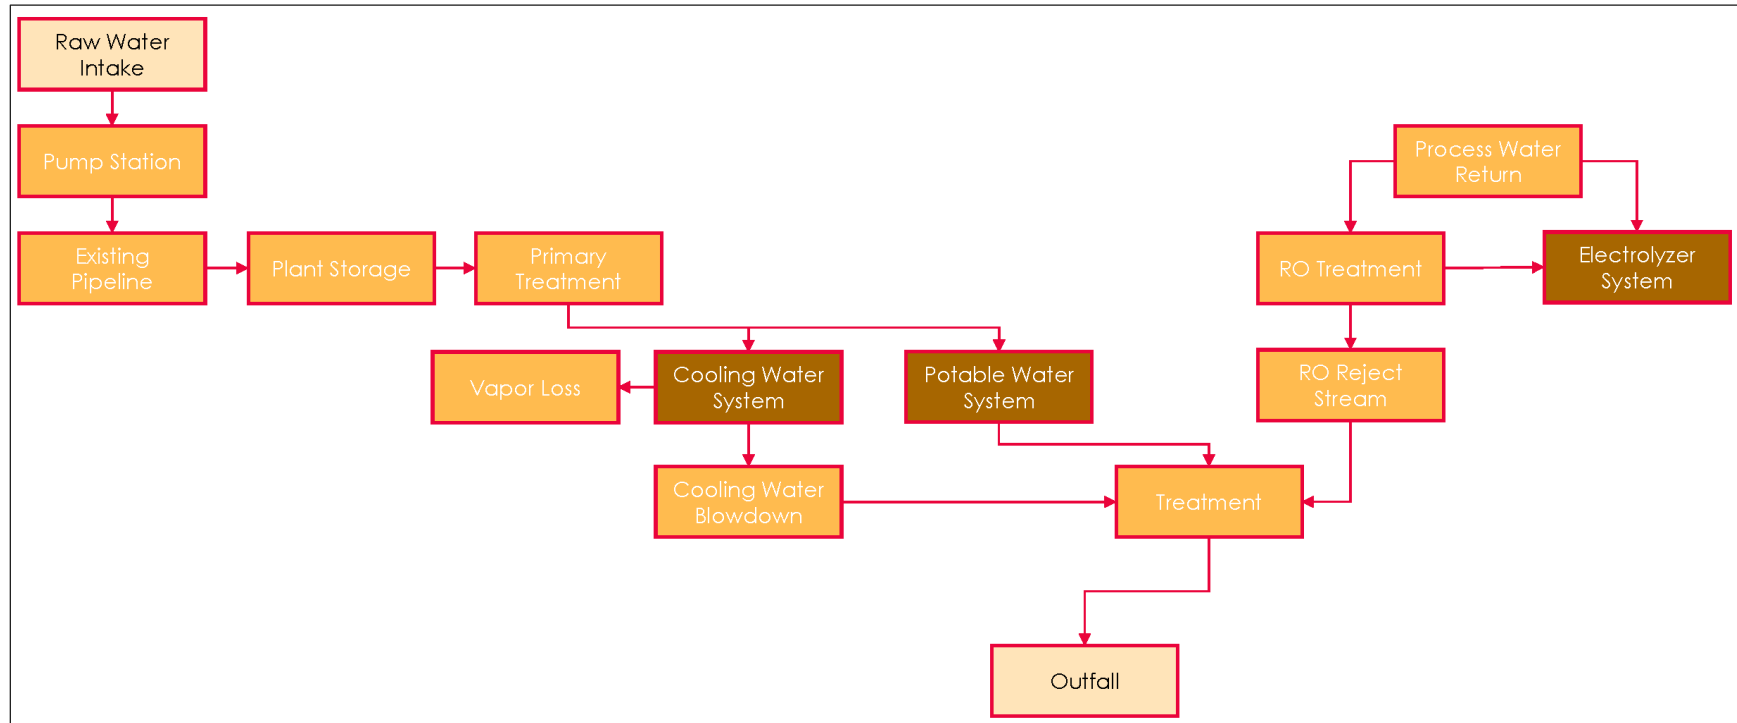 Raw Water
Intake
Pump Station
Process Water
Return
Existing
Pipeline
Plant Storage
Primary
Treatment
RO Treatment
Electrolyzer
System
Vapor Loss
Cooling Water
System
Potable Water
System
RO Reject
Stream
Cooling Water
Blowdown
Treatment
Outfall